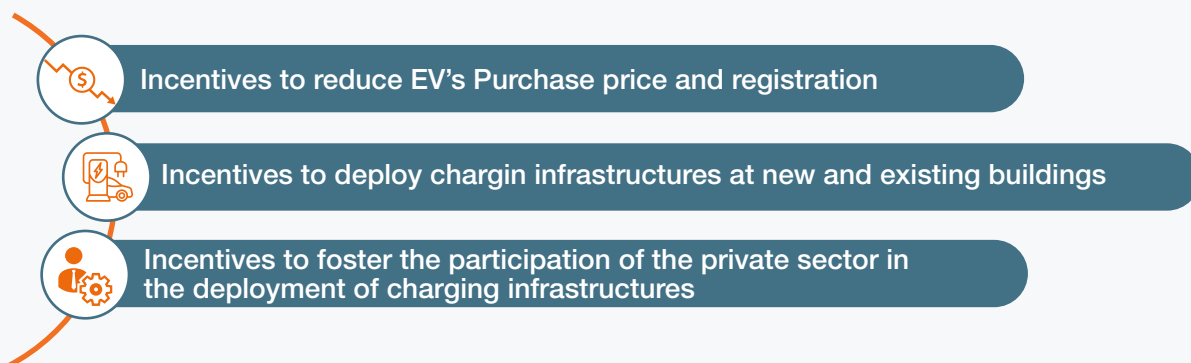 $
Incentives to reduce EV’s Purchase price and registration
Incentives to deploy chargin infrastructures at new and existing buildings
Incentives to foster the participation of the private sector in
the deployment of charging infrastructures